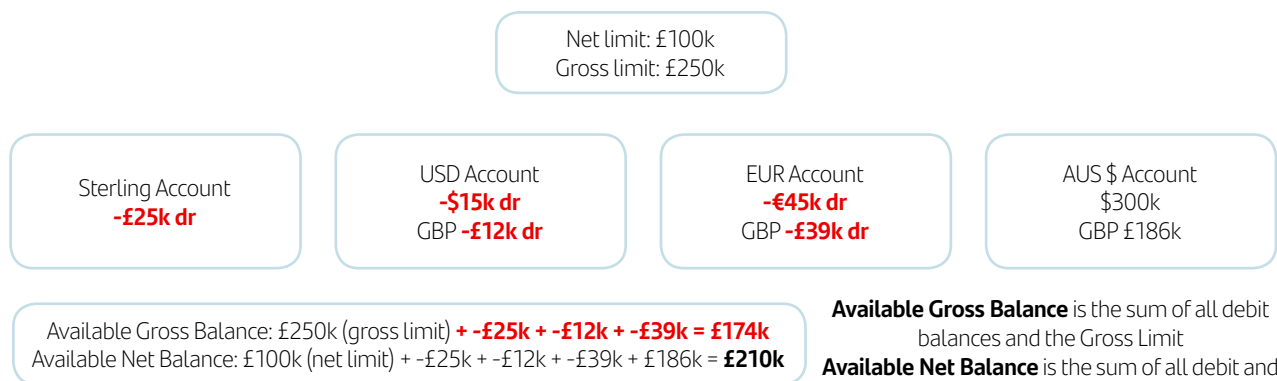 Net limit: £100k
Gross limit: £250k
Sterling Account
-£25k dr
USD Account
-$15k dr
GBP -£12k dr
EUR Account
-€45k dr
GBP -£39k dr
AUS $ Account
$300k
GBP £186k
Available Gross Balance: £250k (gross limit) + -£25k + -£12k + -£39k = £174k
Available Net Balance: £100k (net limit) + -£25k + -£12k + -£39k + £186k = £210k
Available Gross Balance is the sum of all debit
balances and the Gross Limit
Available Net Balance is the sum of all debit and